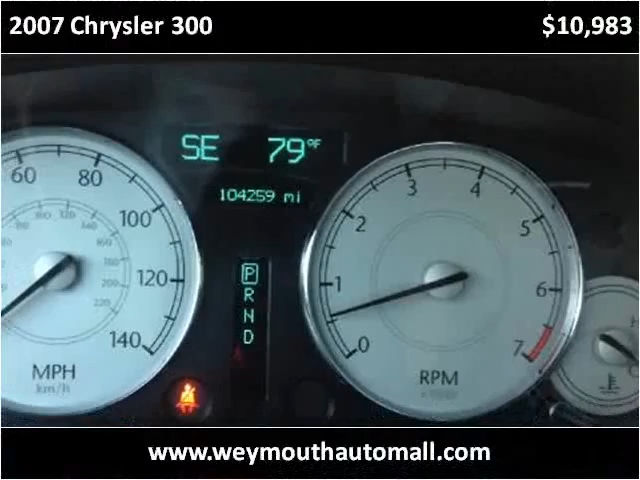 2007 Chrysler 300 $10,983
SE 79°F
104259 mi
60 80 100 120 140
MPH
km/h
P
R
N
D
0 1 2 3 4 5 6 7
RPM
www.weymouthautomall.com